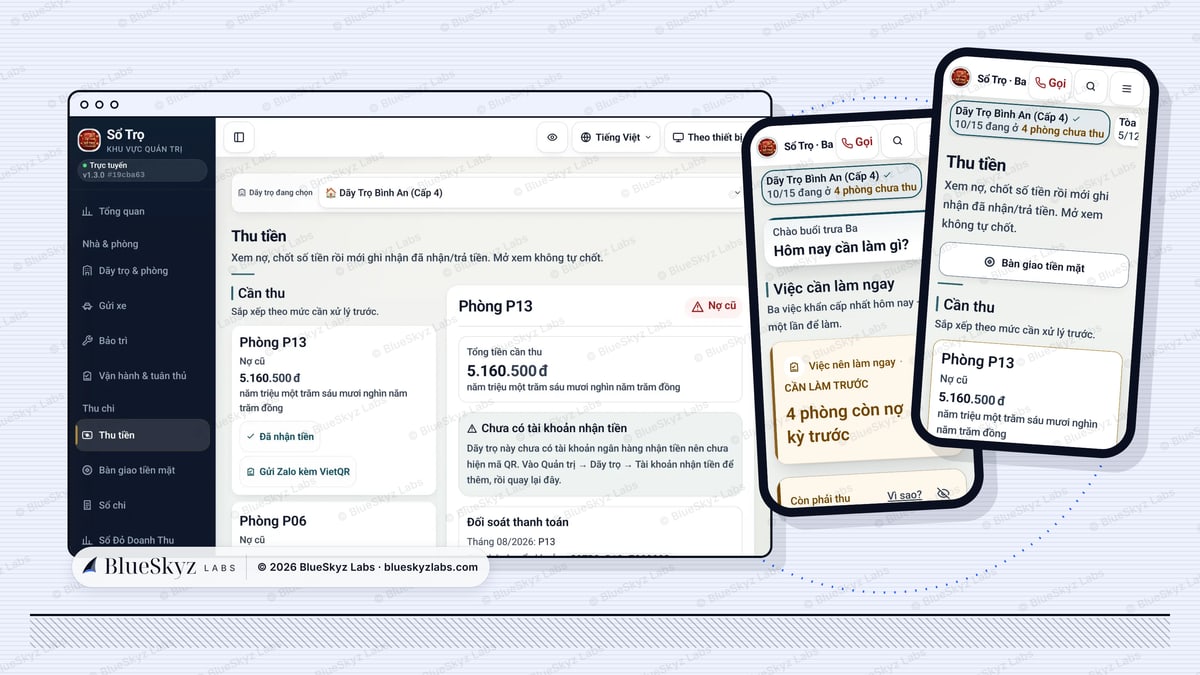 Sổ Trọ
KHU VỰC QUẢN TRỊ
Trực tuyến
v1.3.0 #19cba63
Tổng quan
Nhà & phòng
Dãy trọ & phòng
Gửi xe
Bảo trì
Vận hành & tuân thủ
Thu chi
Thu tiền
Bàn giao tiền mặt
Sổ chi
Sổ Đỏ Doanh Thu
Tiếng Việt
Theo thiết bị
Dãy trọ đang chọn
Dãy Trọ Bình An (Cấp 4)
Thu tiền
Xem nợ, chốt số tiền rồi mới ghi nhận đã nhận/trả tiền. Mở xem không tự chốt.
Cần thu
Sắp xếp theo mức cần xử lý trước.
Phòng P13
Nợ cũ
5.160.500 đ
năm triệu một trăm sáu mươi nghìn năm
trăm đồng
Đã nhận tiền
Gửi Zalo kèm VietQR
Phòng P06
Nợ cũ
Phòng P13
Nợ cũ
Tổng tiền cần thu
5.160.500 đ
năm triệu một trăm sáu mươi nghìn năm trăm đồng
Chưa có tài khoản nhận tiền
Dãy trọ này chưa có tài khoản ngân hàng nhận tiền nên chưa
hiện mã QR. Vào Quản trị → Dãy trọ → Tài khoản nhận tiền để
thêm, rồi quay lại đây.
Đối soát thanh toán
Tháng 08/2026: P13
Sổ Trọ · Ba
Gọi
Dãy Trọ Bình An (Cấp 4)
10/15 đang ở 4 phòng chưa thu
Chào buổi trưa Ba
Hôm nay cần làm gì?
Việc cần làm ngay
Ba việc khẩn cấp nhất hôm nay
một lần để làm.
Việc nên làm ngay ·
CẦN LÀM TRƯỚC
4 phòng còn nợ
kỳ trước
Còn phải thu
Vì sao?
Sổ Trọ · Ba
Gọi
Dãy Trọ Bình An (Cấp 4)
10/15 đang ở 4 phòng chưa thu
Tòa
5/12
Thu tiền
Xem nợ, chốt số tiền rồi mới ghi
nhận đã nhận/trả tiền. Mở xem
không tự chốt.
Bàn giao tiền mặt
Cần thu
Sắp xếp theo mức cần xử lý trước.
Phòng P13
Nợ cũ
5.160.500 đ
năm triệu một trăm sáu mươi nghìn
năm trăm đồng
BlueSkyz LABS
© 2026 BlueSkyz Labs · blueskyzlabs.com
© BlueSkyz Labs